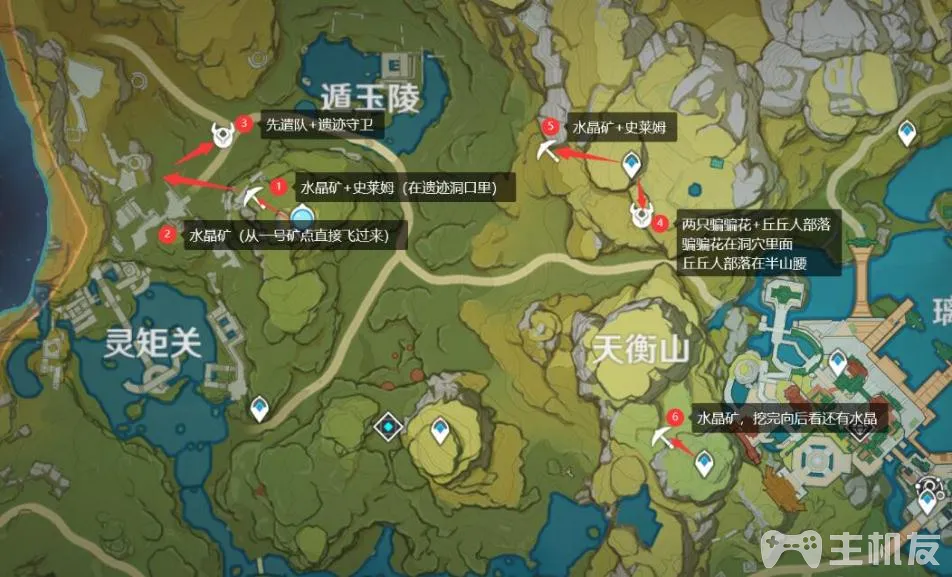 遁玉陵
3 先遣队+遗迹守卫
5 水晶矿+史莱姆
1 水晶矿+史莱姆（在遗迹洞口里）
4 两只骗骗花+丘丘人部落
骗骗花在洞穴里面
丘丘人部落在半山腰
2 水晶矿（从一号矿点直接飞过来）
璃
灵矩关
天衡山
6 水晶矿，挖完向后看还有水晶
主机友